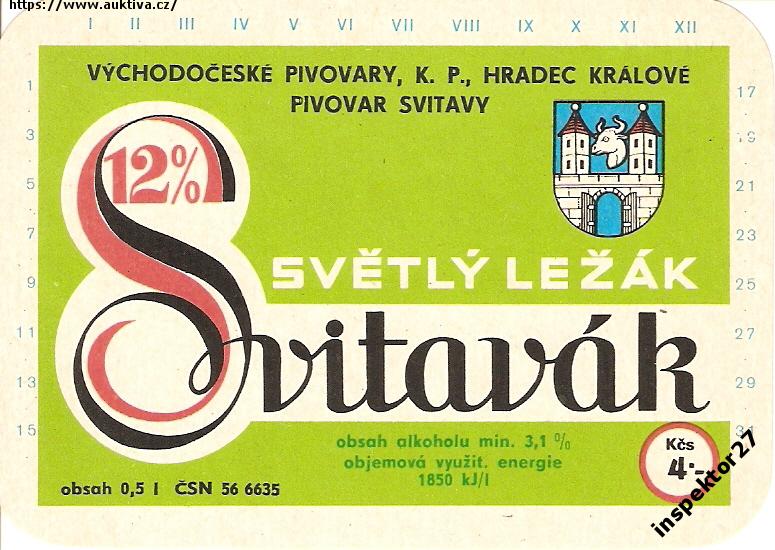 https://www.auktiva.cz/
I II III IV V VI VII VIII IX X XI XII
VÝCHODOČESKÉ PIVOVARY, K. P., HRADEC KRÁLOVÉ
PIVOVAR SVITAVY
1
3
5
7
9
11
13
15
17
19
21
23
25
27
29
31
12%
SVĚTLÝ LEŽÁK
Svitavák
obsah alkoholu min. 3,1 %
objemová využit. energie
1850 kJ/l
obsah 0,5 l ČSN 56 6635
Kčs
4·-
inspektor27